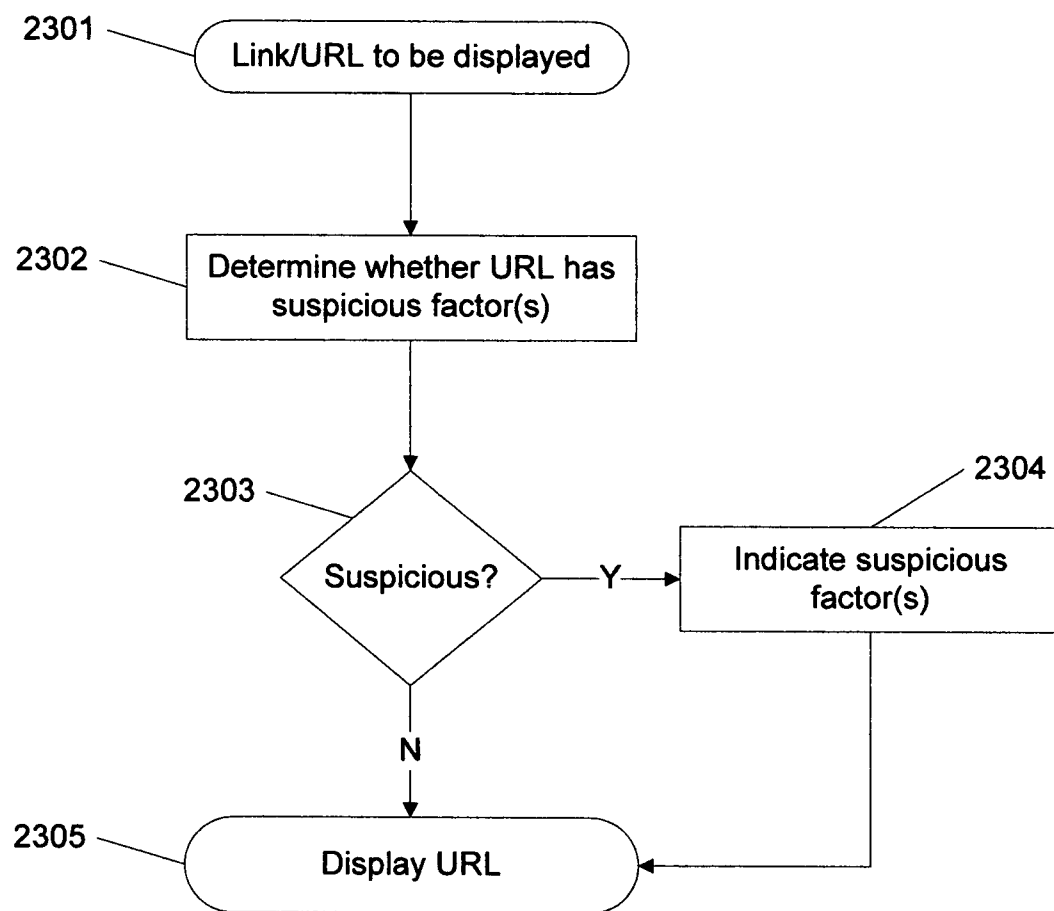 2301
Link/URL to be displayed
2302
Determine whether URL has
suspicious factor(s)
2303
Suspicious?
Y
2304
Indicate suspicious
factor(s)
N
2305
Display URL